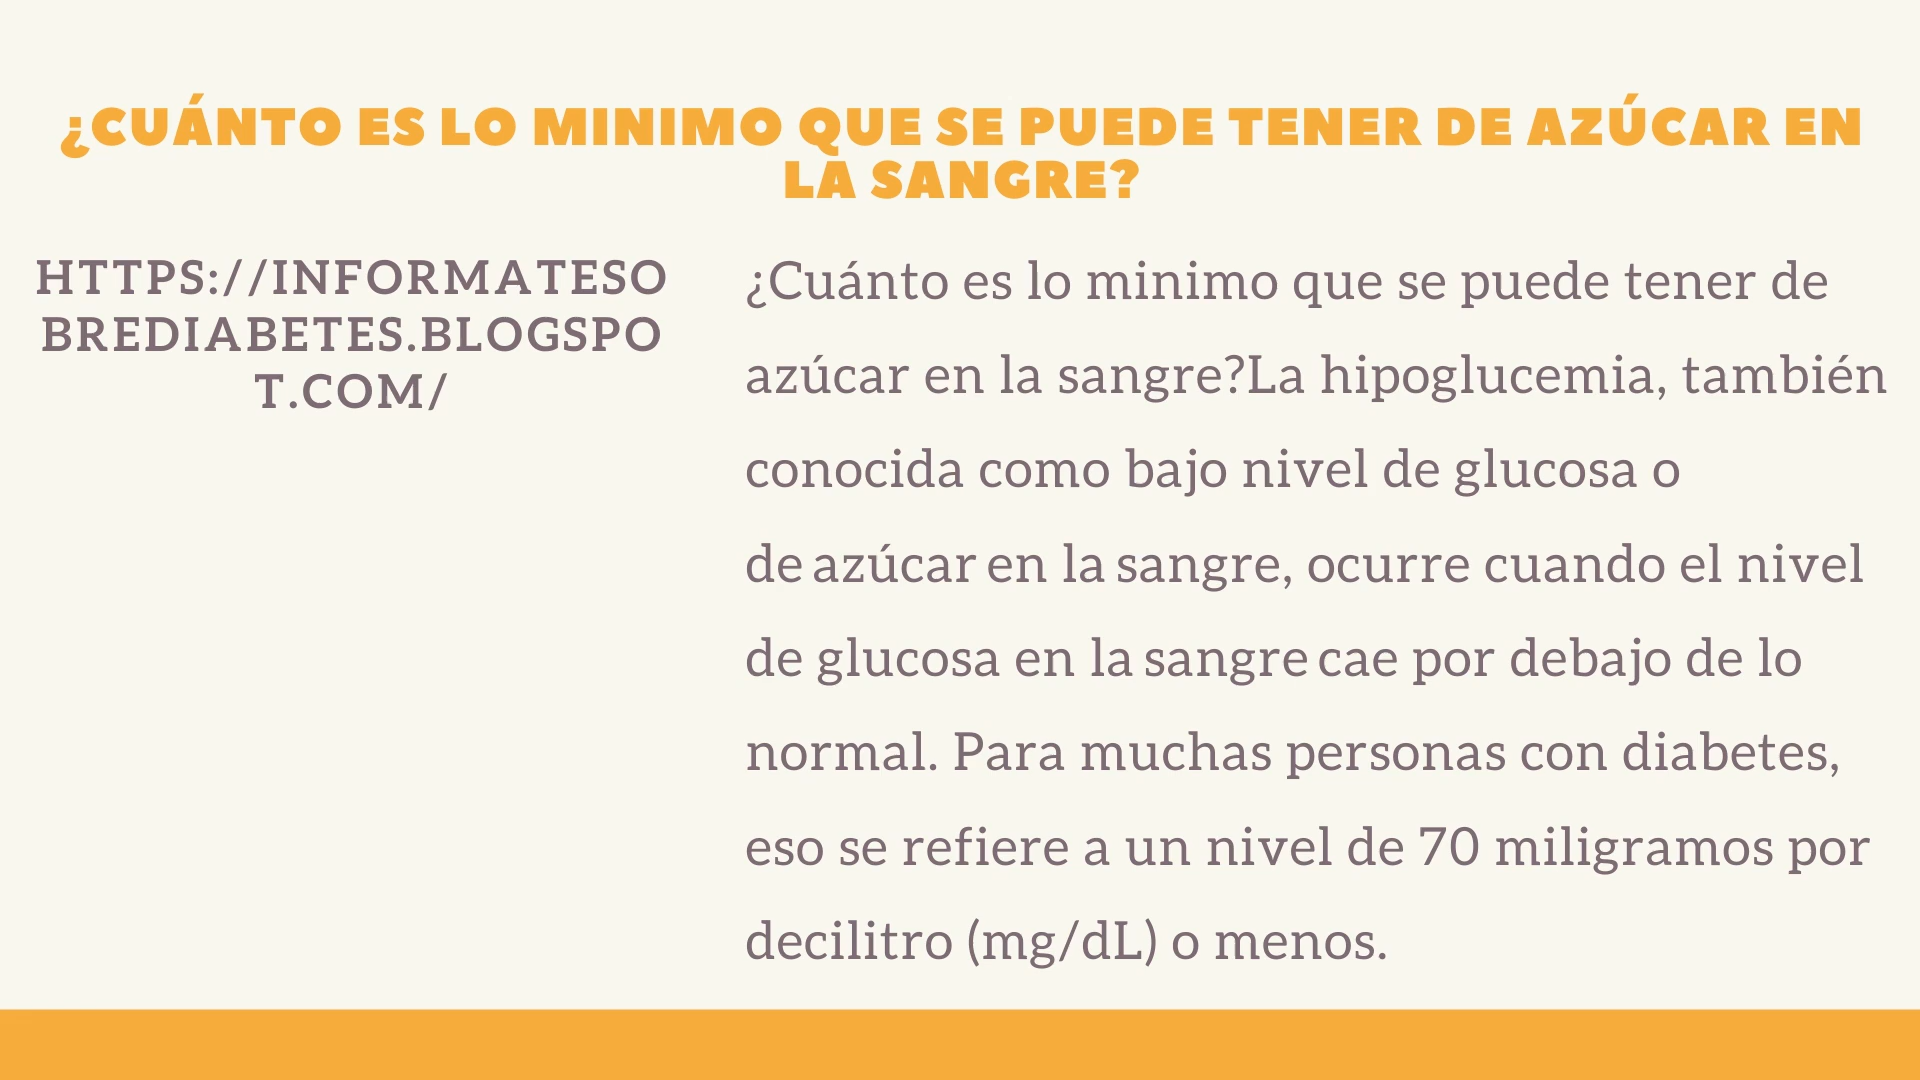 ¿CUÁNTO ES LO MINIMO QUE SE PUEDE TENER DE AZÚCAR EN
LA SANGRE?
HTTPS://INFORMATESO
BREDIABETES.BLOGSPO
T.COM/
¿Cuánto es lo minimo que se puede tener de
azúcar en la sangre?La hipoglucemia, también
conocida como bajo nivel de glucosa o
de azúcar en la sangre, ocurre cuando el nivel
de glucosa en la sangre cae por debajo de lo
normal. Para muchas personas con diabetes,
eso se refiere a un nivel de 70 miligramos por
decilitro (mg/dL) o menos.